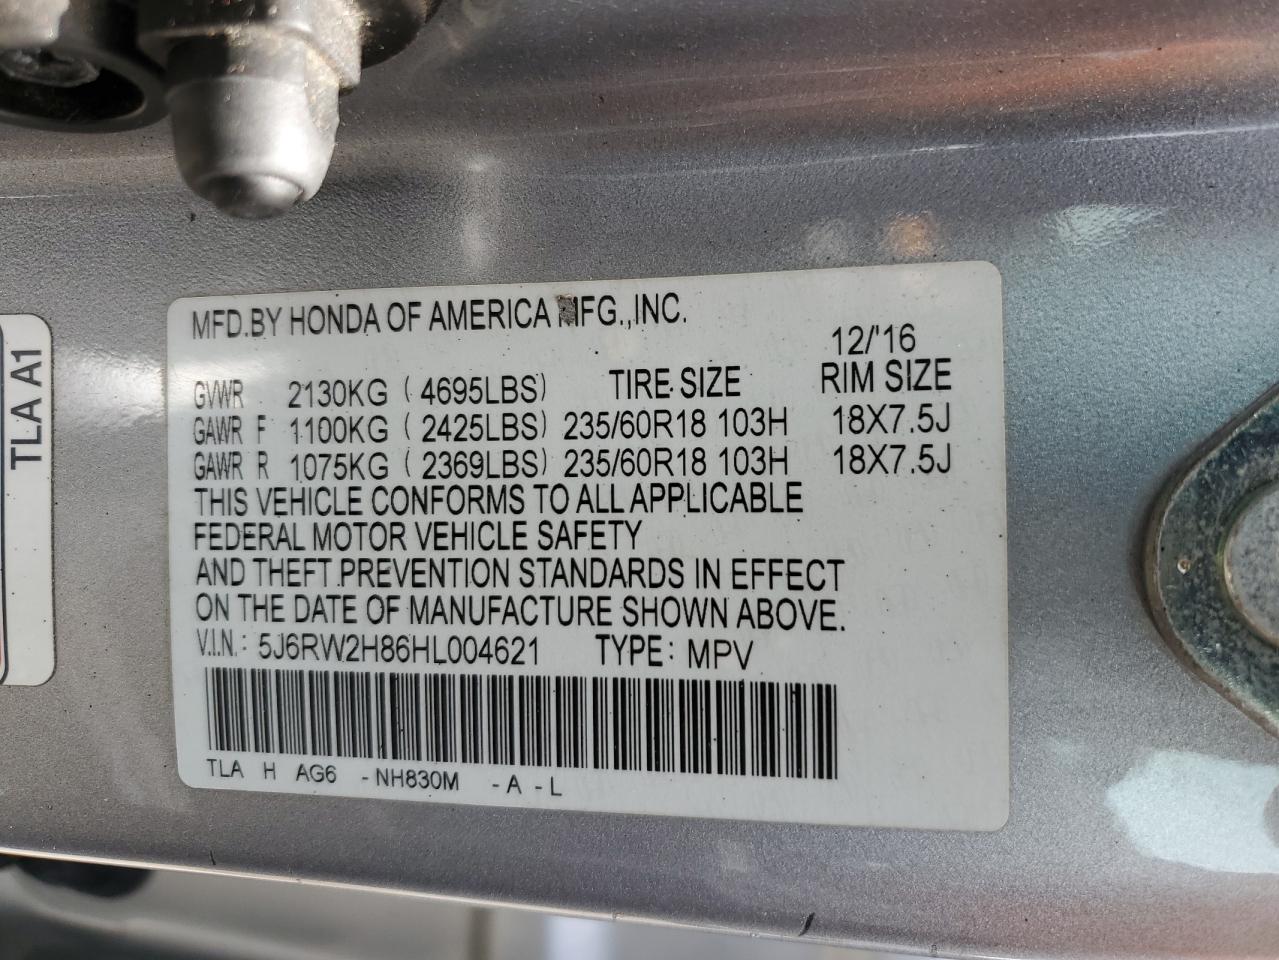 MFD.BY HONDA OF AMERICA MFG.,INC.
12/'16
GVWR 2130KG ( 4695LBS) TIRE SIZE RIM SIZE
GAWR F 1100KG ( 2425LBS) 235/60R18 103H 18X7.5J
GAWR R 1075KG ( 2369LBS) 235/60R18 103H 18X7.5J
THIS VEHICLE CONFORMS TO ALL APPLICABLE
FEDERAL MOTOR VEHICLE SAFETY
AND THEFT PREVENTION STANDARDS IN EFFECT
ON THE DATE OF MANUFACTURE SHOWN ABOVE.
V.I.N.: 5J6RW2H86HL004621 TYPE: MPV
TLA H AG6 -NH830M -A -L
TLA A1